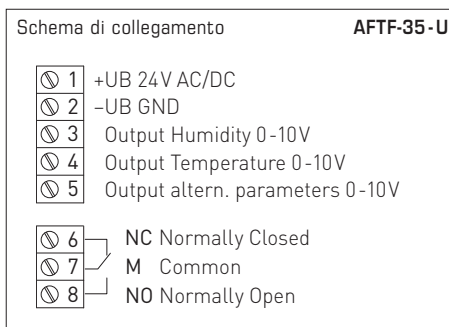 Schema di collegamento AFTF-35-U
1 +UB 24V AC/DC
2 –UB GND
3 Output Humidity 0-10V
4 Output Temperature 0-10V
5 Output altern. parameters 0-10V
6 NC Normally Closed
7 M Common
8 NO Normally Open